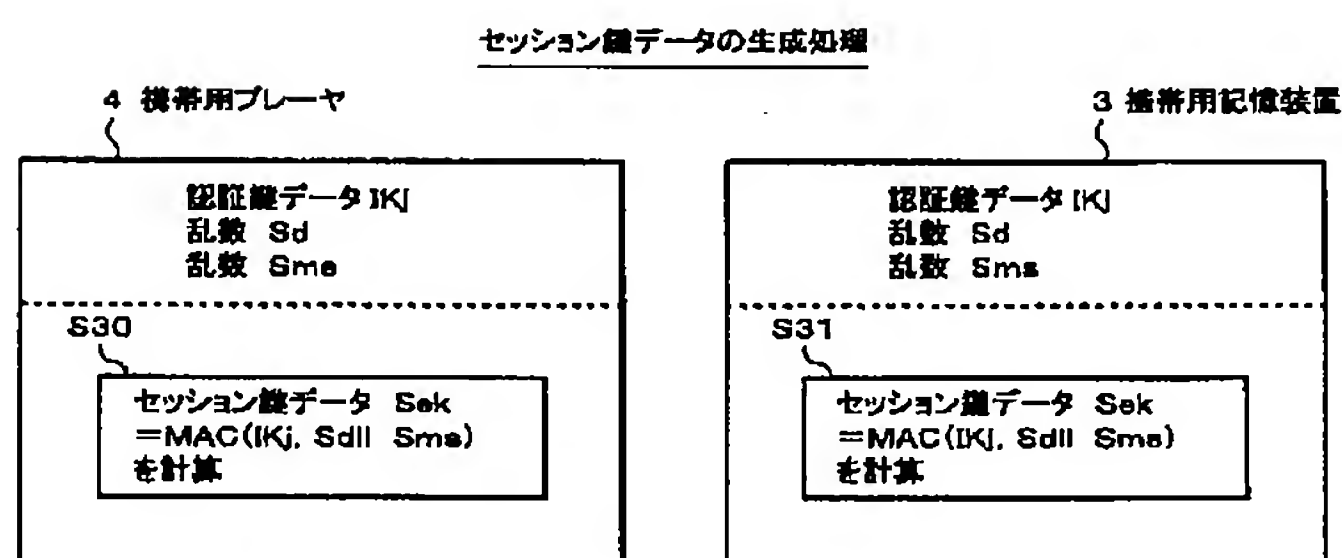 セッション鍵データの生成処理
4 携帯用プレーヤ
3 携帯用記憶装置
認証鍵データ IKj
乱数 Sd
乱数 Sms
認証鍵データ IKj
乱数 Sd
乱数 Sms
S30
セッション鍵データ Sek
=MAC(IKj, Sd|| Sms)
を計算
S31
セッション鍵データ Sek
=MAC(IKj, Sd|| Sms)
を計算